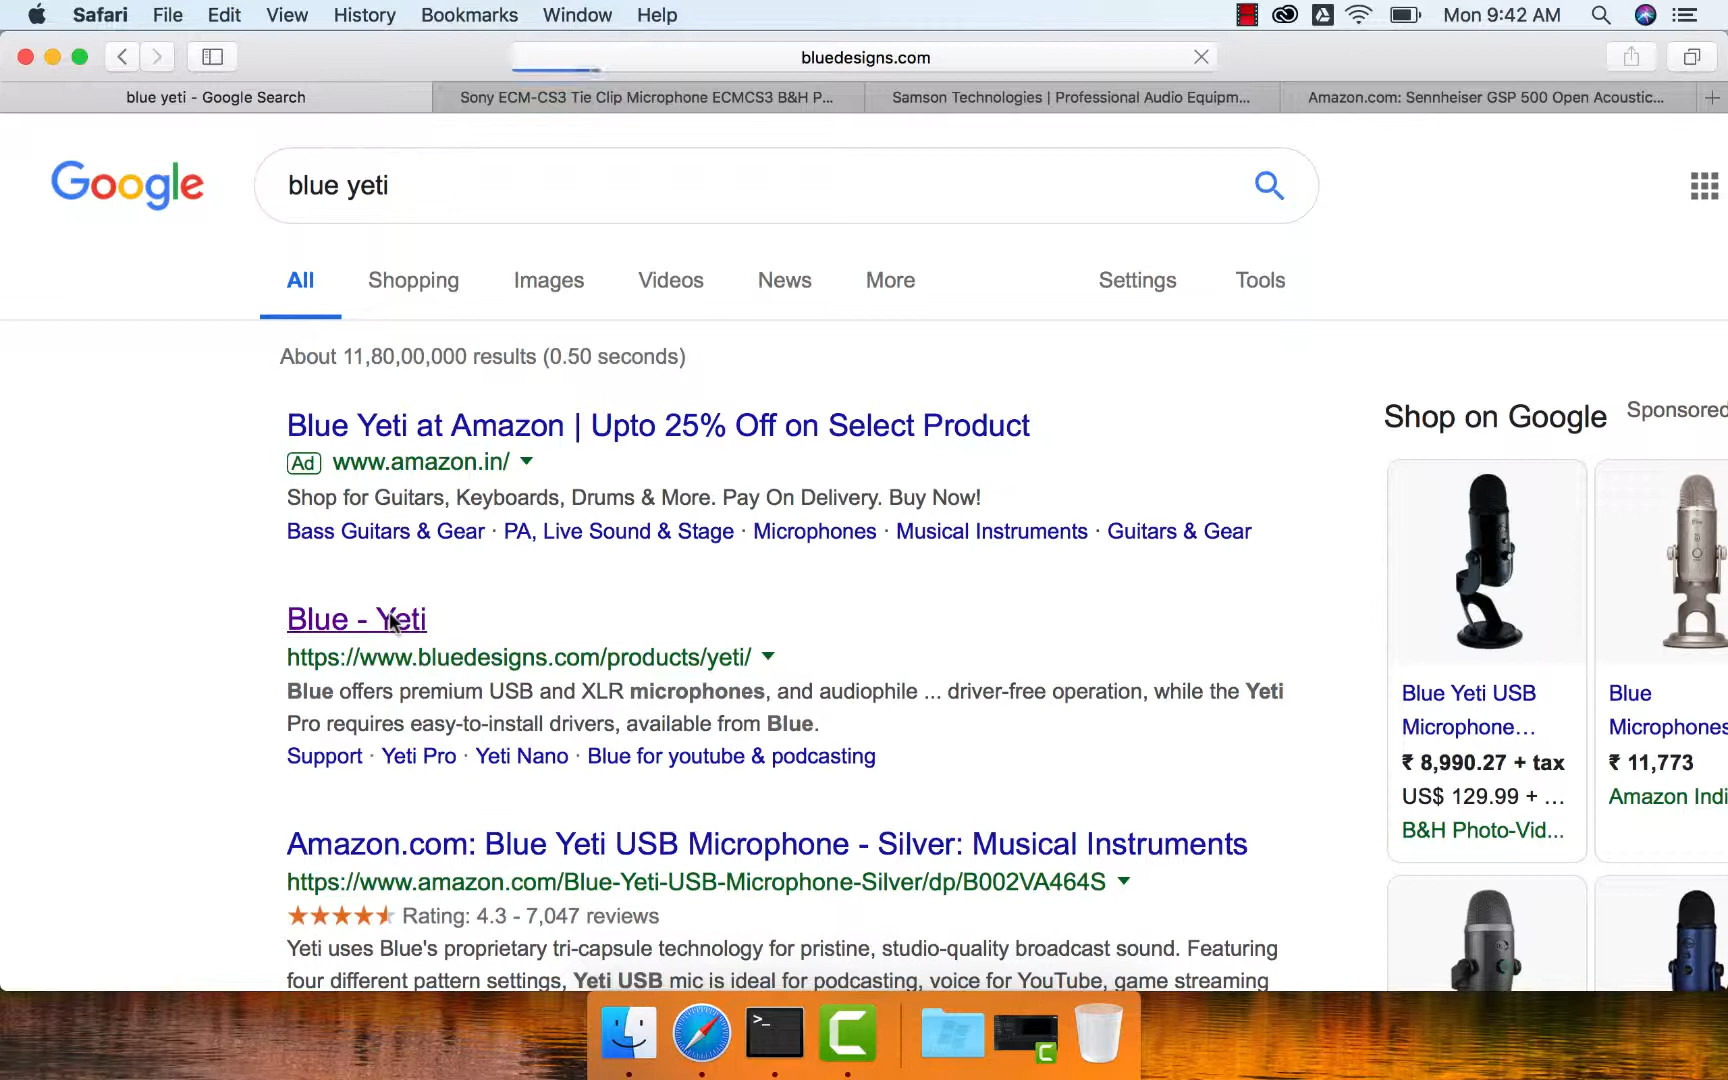 Safari File Edit View History Bookmarks Window Help Mon 9:42 AM
bluedesigns.com
blue yeti - Google Search
Sony ECM-CS3 Tie Clip Microphone ECMCS3 B&H P...
Samson Technologies | Professional Audio Equipm...
Amazon.com: Sennheiser GSP 500 Open Acoustic...
Google
blue yeti
All Shopping Images Videos News More Settings Tools
About 11,80,00,000 results (0.50 seconds)
Blue Yeti at Amazon | Upto 25% Off on Select Product
Ad www.amazon.in/
Shop for Guitars, Keyboards, Drums & More. Pay On Delivery. Buy Now!
Bass Guitars & Gear · PA, Live Sound & Stage · Microphones · Musical Instruments · Guitars & Gear
Blue - Yeti
https://www.bluedesigns.com/products/yeti/
Blue offers premium USB and XLR microphones, and audiophile ... driver-free operation, while the Yeti
Pro requires easy-to-install drivers, available from Blue.
Support · Yeti Pro · Yeti Nano · Blue for youtube & podcasting
Amazon.com: Blue Yeti USB Microphone - Silver: Musical Instruments
https://www.amazon.com/Blue-Yeti-USB-Microphone-Silver/dp/B002VA464S
Rating: 4.3 - 7,047 reviews
Yeti uses Blue's proprietary tri-capsule technology for pristine, studio-quality broadcast sound. Featuring
four different pattern settings, Yeti USB mic is ideal for podcasting, voice for YouTube, game streaming
Shop on Google Sponsored
Blue Yeti USB
Microphone...
₹ 8,990.27 + tax
US$ 129.99 + ...
B&H Photo-Vid...
Blue
Microphones
₹ 11,773
Amazon Indi